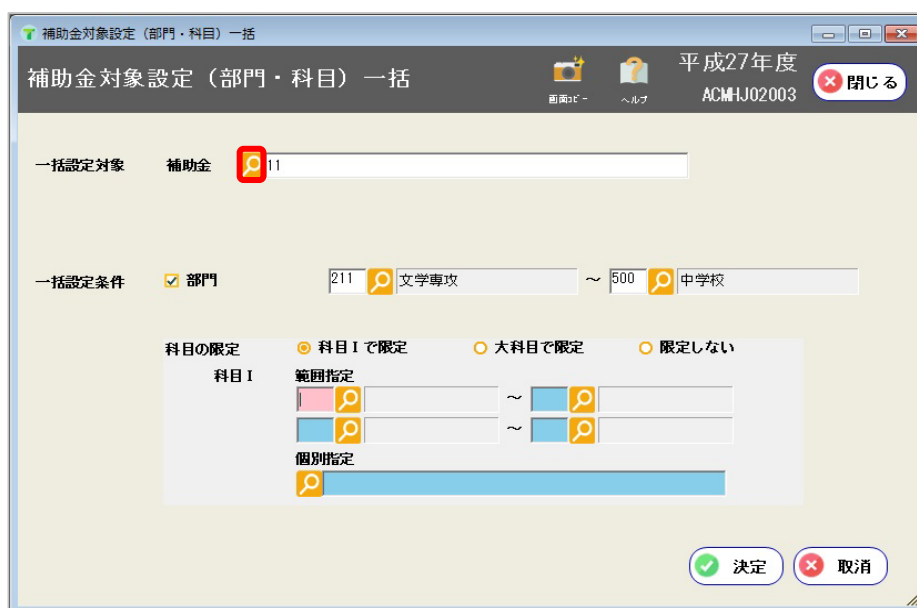 補助金対象設定(部門・科目)一括
補助金対象設定(部門・科目)一括
画面コピー
ヘルプ
平成27年度
ACMHJ02003
閉じる
一括設定対象 補助金 11
一括設定条件 部門 211 文学専攻 ~ 500 中学校
科目の限定 科目Ⅰで限定 大科目で限定 限定しない
科目Ⅰ 範囲指定
~
~
個別指定
決定 取消